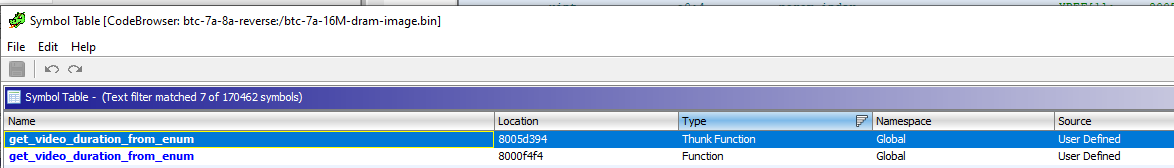 Symbol Table [CodeBrowser: btc-7a-8a-reverse:/btc-7a-16M-dram-image.bin]
File Edit Help
Symbol Table - (Text filter matched 7 of 170462 symbols)
Name Location Type Namespace Source
get_video_duration_from_enum 8005d394 Thunk Function Global User Defined
get_video_duration_from_enum 8000f4f4 Function Global User Defined